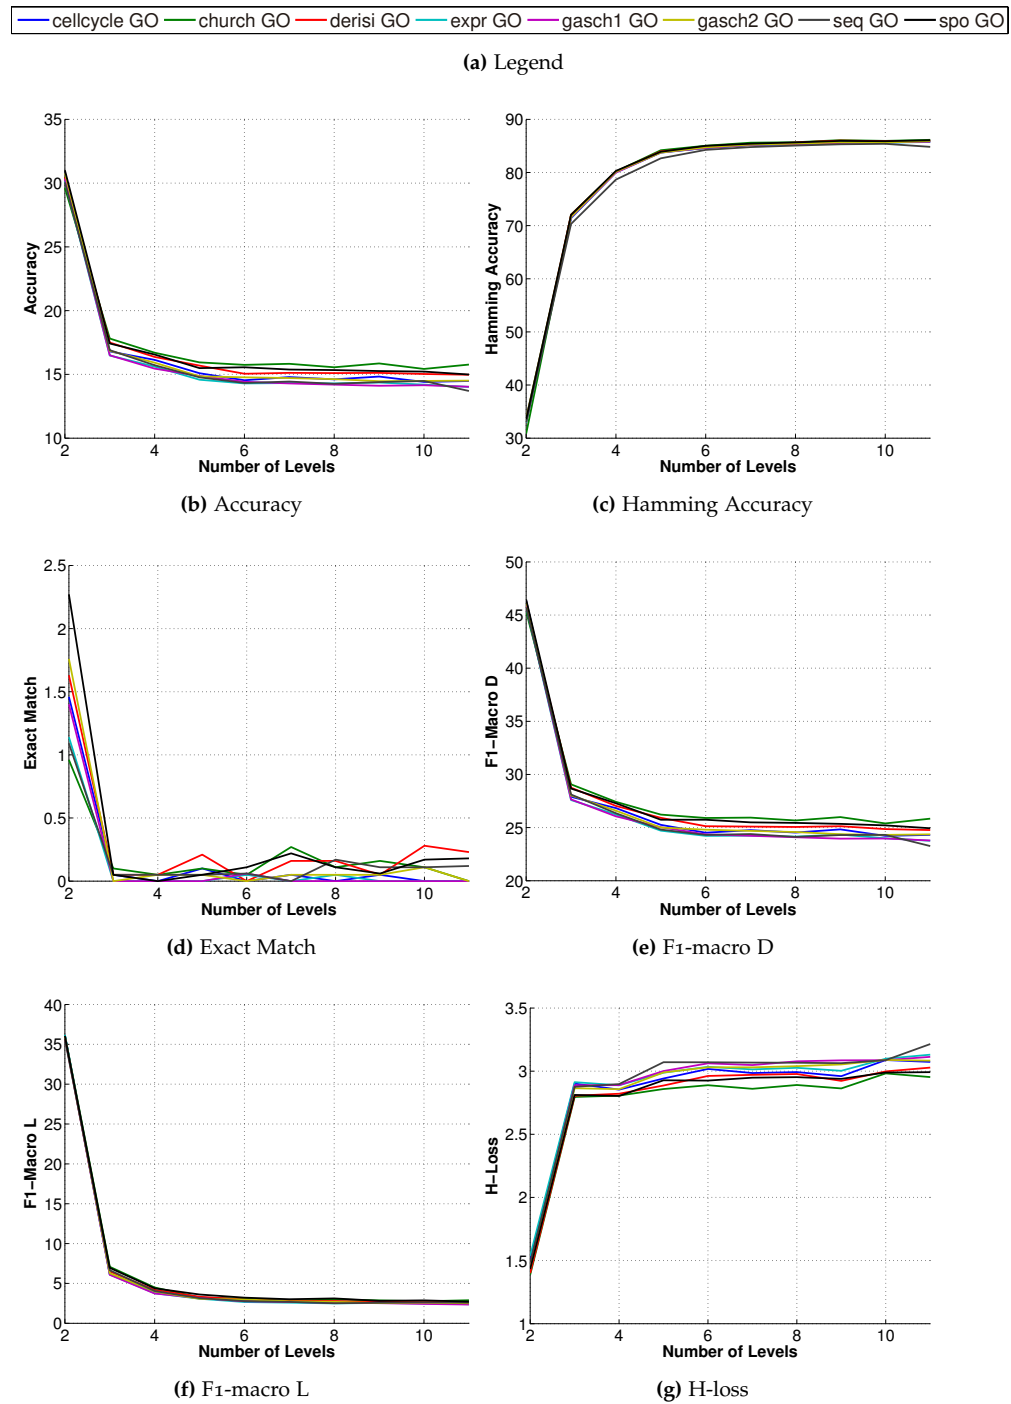 cellcycle GO church GO derisi GO expr GO gasch1 GO gasch2 GO seq GO spo GO
(a) Legend
35
30
25
20
15
10
Accuracy
2 4 6 8 10
Number of Levels
(b) Accuracy
90
80
70
60
50
40
30
Hamming Accuracy
2 4 6 8 10
Number of Levels
(c) Hamming Accuracy
2.5
2
1.5
1
0.5
0
Exact Match
2 4 6 8 10
Number of Levels
(d) Exact Match
50
45
40
35
30
25
20
F1−Macro D
2 4 6 8 10
Number of Levels
(e) F1-macro D
40
35
30
25
20
15
10
5
0
F1−Macro L
2 4 6 8 10
Number of Levels
(f) F1-macro L
3.5
3
2.5
2
1.5
1
H−Loss
2 4 6 8 10
Number of Levels
(g) H-loss